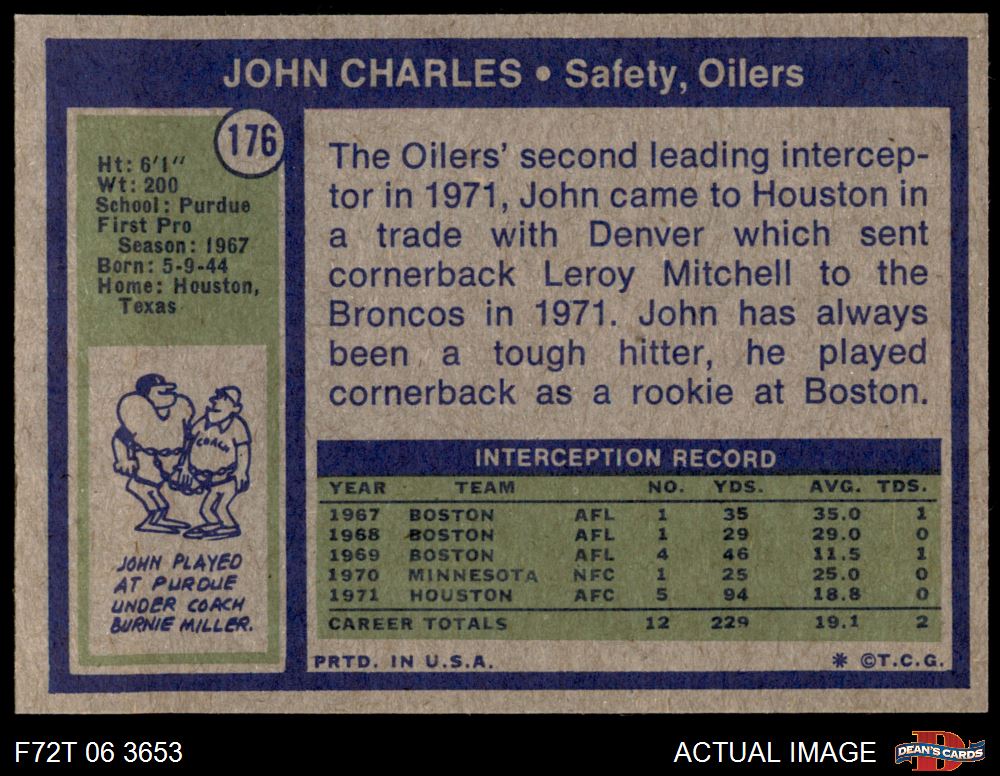 JOHN CHARLES • Safety, Oilers
176
Ht: 6'1"
Wt: 200
School: Purdue
First Pro
Season: 1967
Born: 5-9-44
Home: Houston,
Texas
The Oilers' second leading intercep-
tor in 1971, John came to Houston in
a trade with Denver which sent
cornerback Leroy Mitchell to the
Broncos in 1971. John has always
been a tough hitter, he played
cornerback as a rookie at Boston.
COACH
JOHN PLAYED
AT PURDUE
UNDER COACH
BURNIE MILLER.
INTERCEPTION RECORD
YEAR TEAM NO. YDS. AVG. TDS.
1967 BOSTON AFL 1 35 35.0 1
1968 BOSTON AFL 1 29 29.0 0
1969 BOSTON AFL 4 46 11.5 1
1970 MINNESOTA NFC 1 25 25.0 0
1971 HOUSTON AFC 5 94 18.8 0
CAREER TOTALS 12 229 19.1 2
PRTD. IN U.S.A. * ©T.C.G.
F72T 06 3653
ACTUAL IMAGE
DEAN'S CARDS